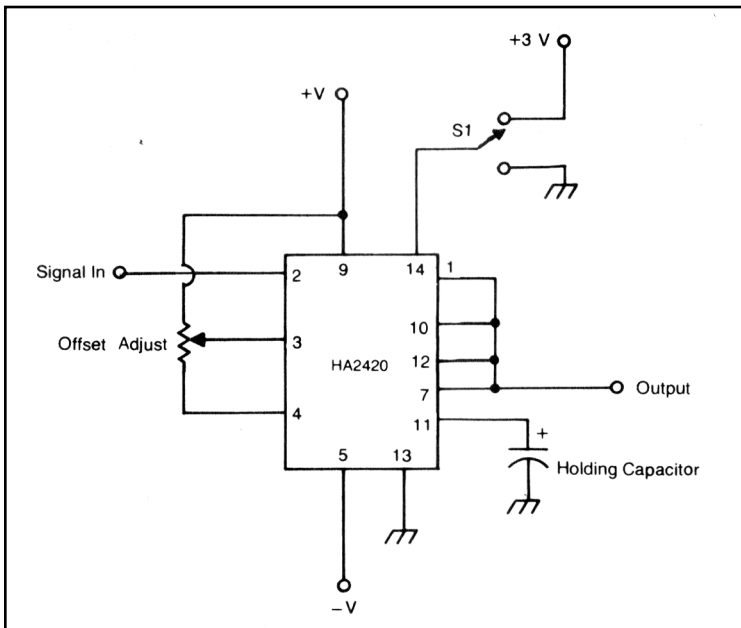 +3 V
+V
S1
Signal In
2
9
14
1
10
Offset Adjust
3
HA2420
12
7
Output
4
11
+
5
13
Holding Capacitor
−V